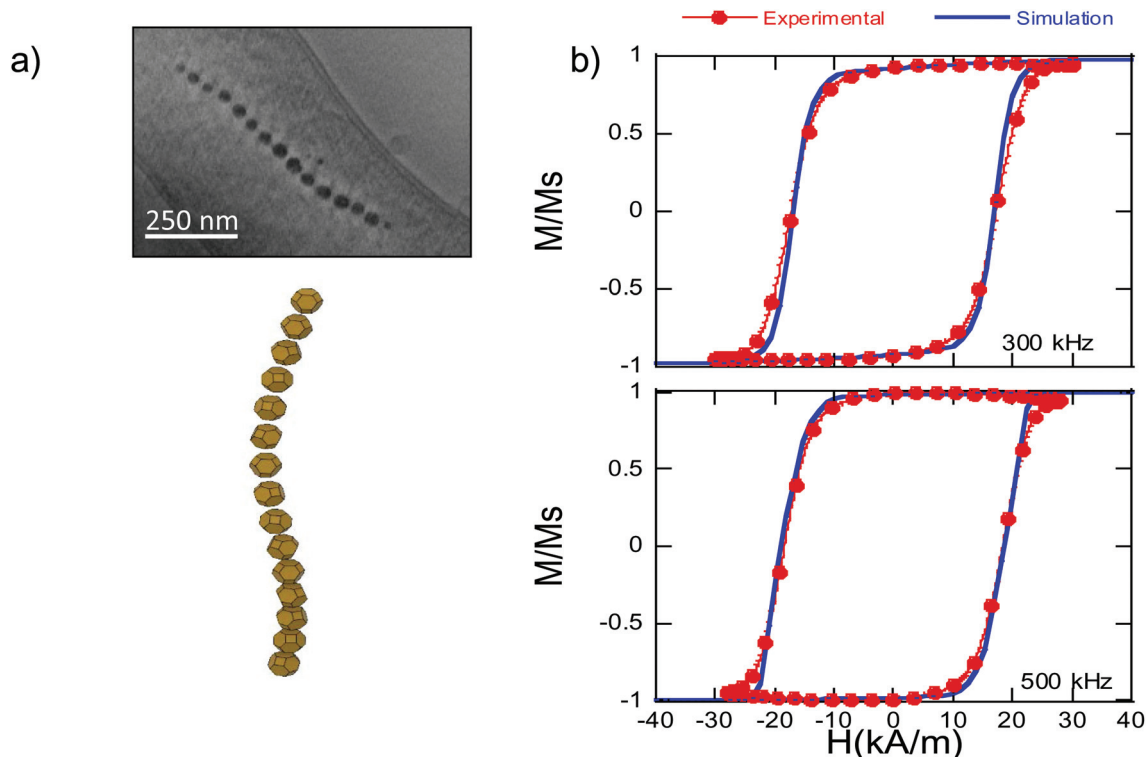 a)
250 nm
b)
Experimental Simulation
1
0.5
0
-0.5
-1
M/Ms
300 kHz
1
0.5
0
-0.5
-1
M/Ms
500 kHz
-40 -30 -20 -10 0 10 20 30 40
H(kA/m)